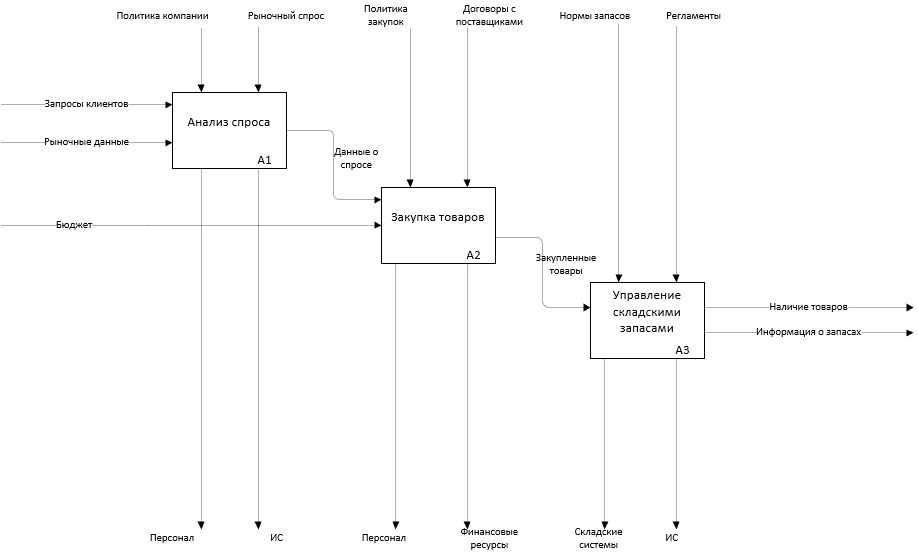 Политика компании
Рыночный спрос
Политика
закупок
Договоры с
поставщиками
Нормы запасов
Регламенты
Запросы клиентов
Рыночные данные
Анализ спроса
A1
Данные о
спросе
Бюджет
Закупка товаров
A2
Закупленные
товары
Управление
складскими
запасами
A3
Наличие товаров
Информация о запасах
Персонал
ИС
Персонал
Финансовые
ресурсы
Складские
системы
ИС